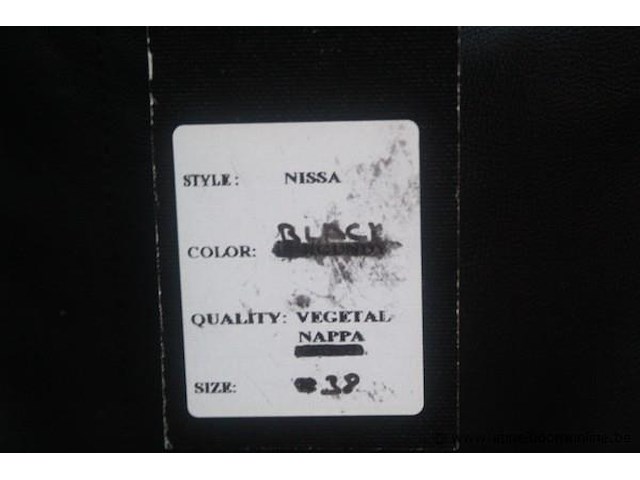 STYLE: NISSA
BLACK
COLOR:
QUALITY: VEGETAL
NAPPA
SIZE: 38